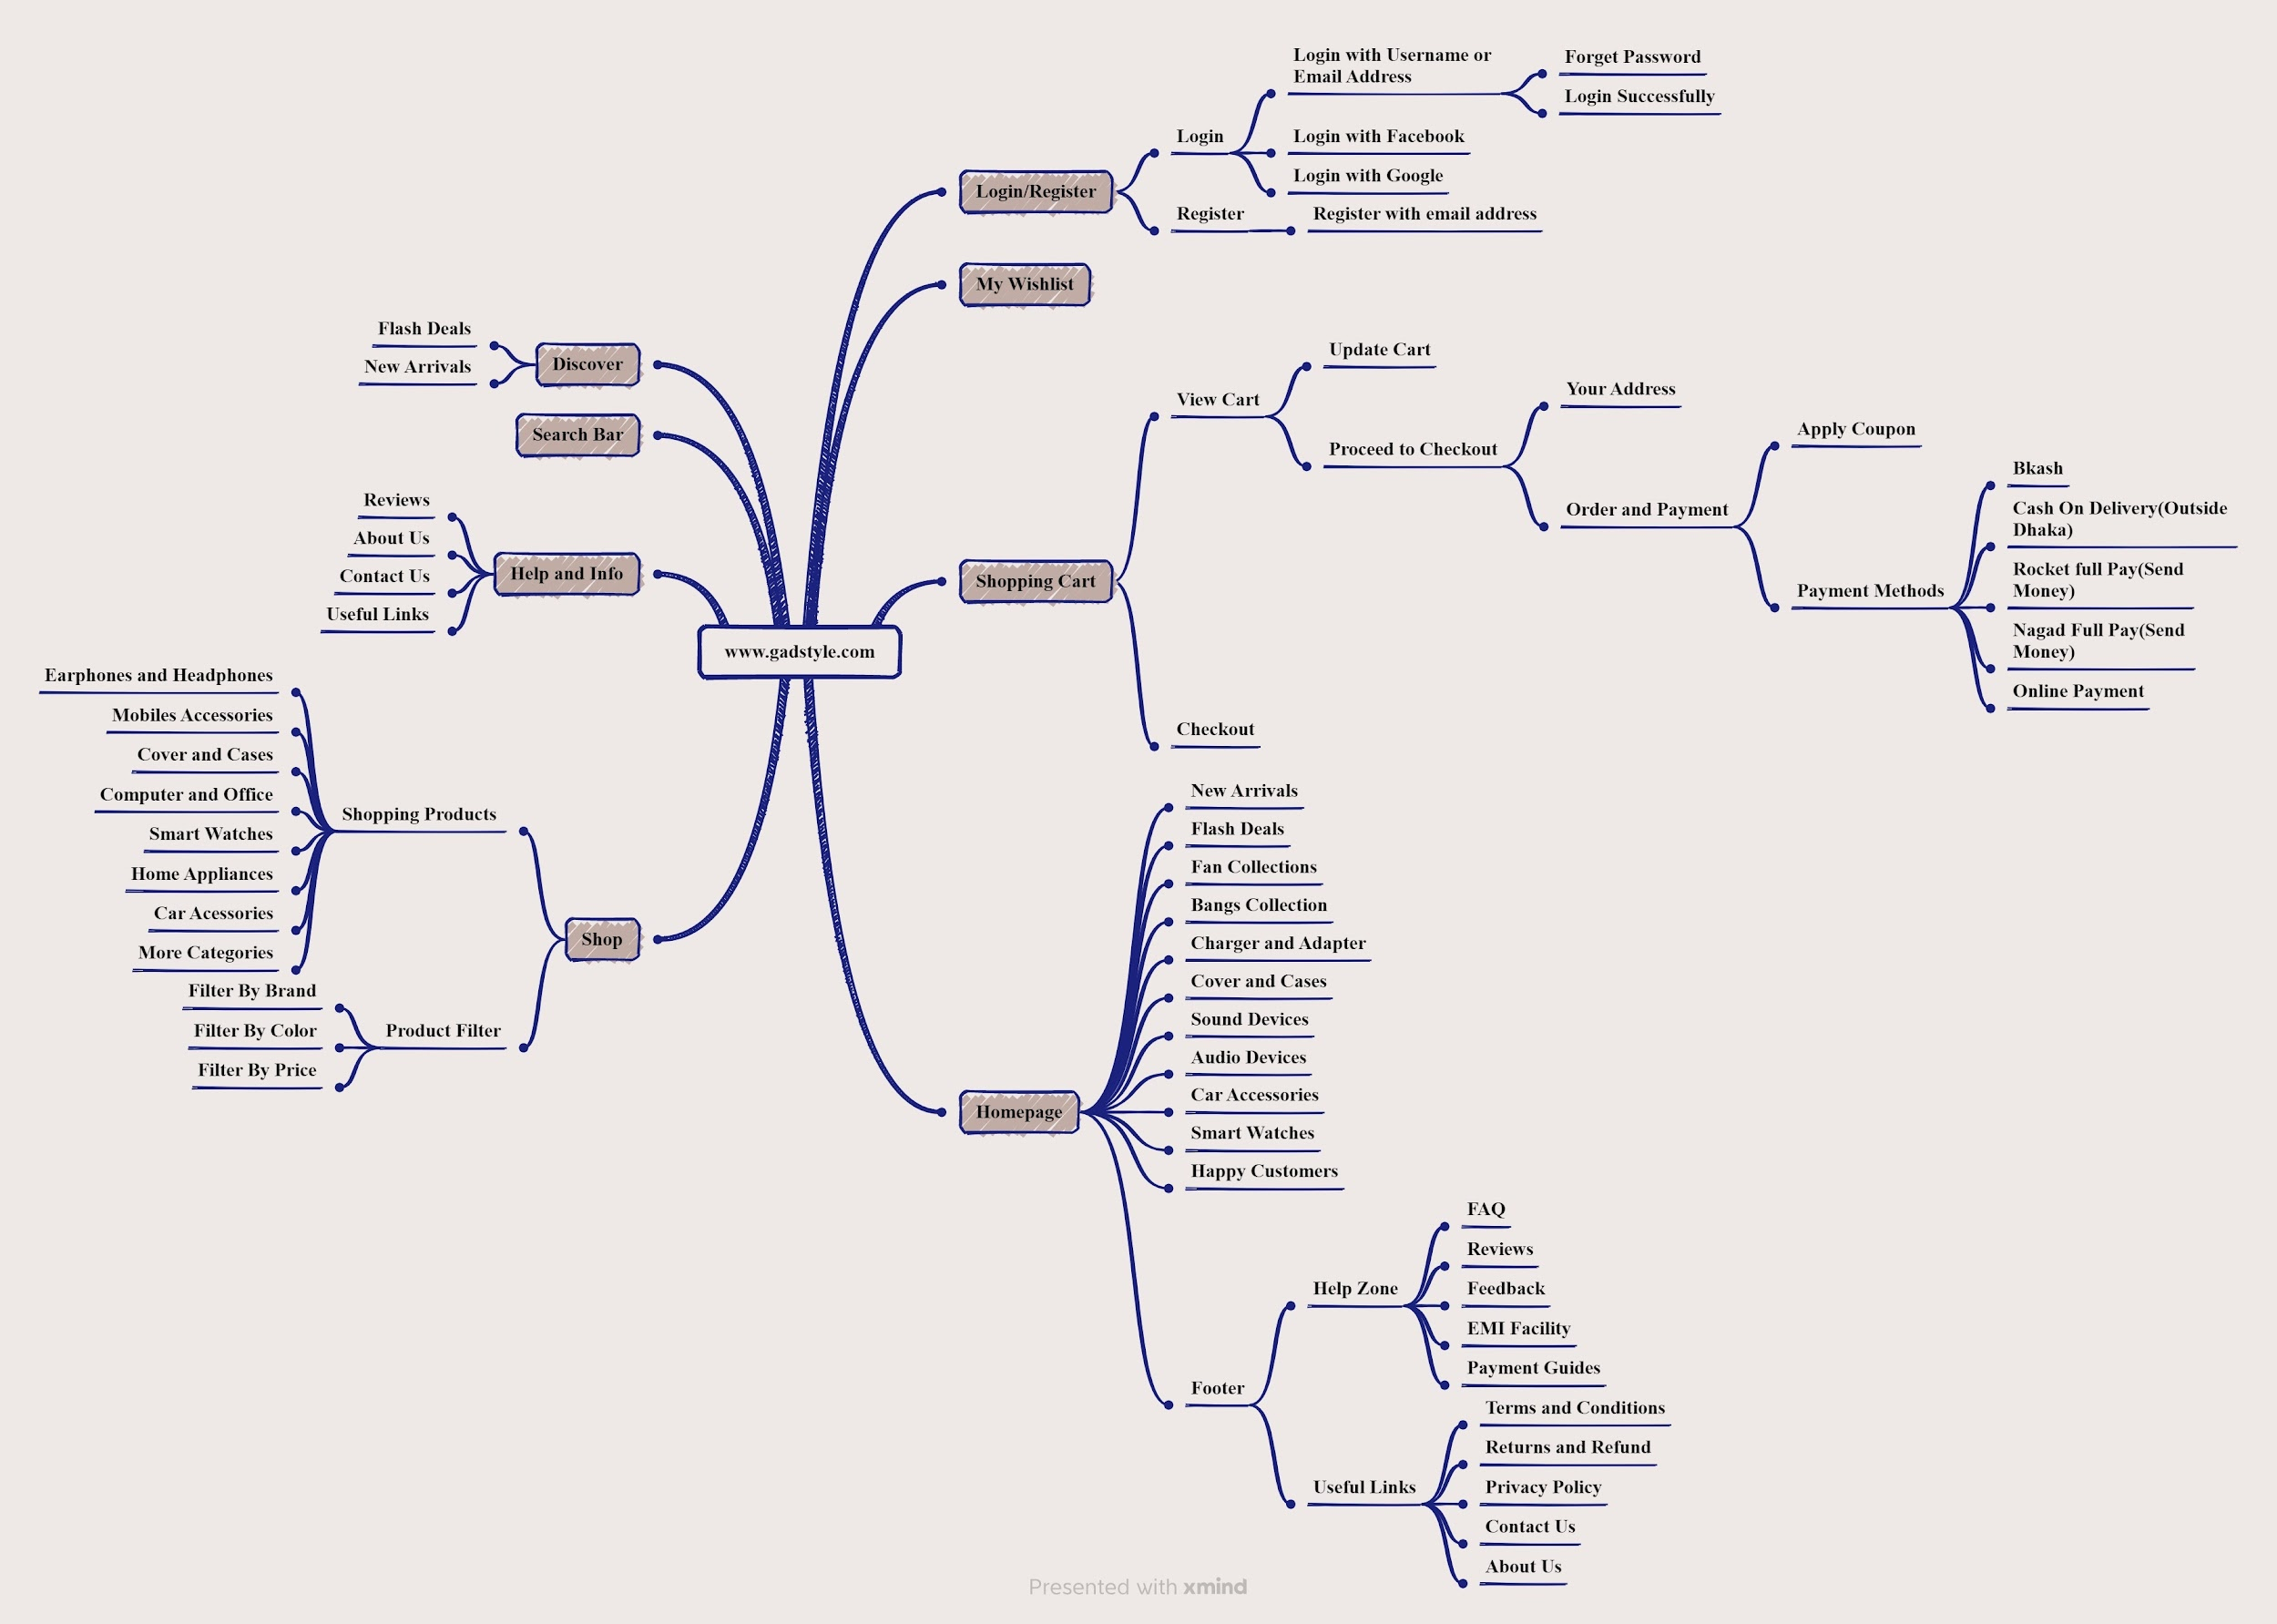 www.gadstyle.com
Login/Register
Login
Login with Username or
Email Address
Forget Password
Login Successfully
Login with Facebook
Login with Google
Register
Register with email address
My Wishlist
Shopping Cart
View Cart
Update Cart
Proceed to Checkout
Your Address
Order and Payment
Apply Coupon
Payment Methods
Bkash
Cash On Delivery(Outside
Dhaka)
Rocket full Pay(Send
Money)
Nagad Full Pay(Send
Money)
Online Payment
Checkout
Homepage
New Arrivals
Flash Deals
Fan Collections
Bangs Collection
Charger and Adapter
Cover and Cases
Sound Devices
Audio Devices
Car Accessories
Smart Watches
Happy Customers
Footer
Help Zone
FAQ
Reviews
Feedback
EMI Facility
Payment Guides
Useful Links
Terms and Conditions
Returns and Refund
Privacy Policy
Contact Us
About Us
Discover
Flash Deals
New Arrivals
Search Bar
Help and Info
Reviews
About Us
Contact Us
Useful Links
Shop
Shopping Products
Earphones and Headphones
Mobiles Accessories
Cover and Cases
Computer and Office
Smart Watches
Home Appliances
Car Acessories
More Categories
Product Filter
Filter By Brand
Filter By Color
Filter By Price
Presented with xmind